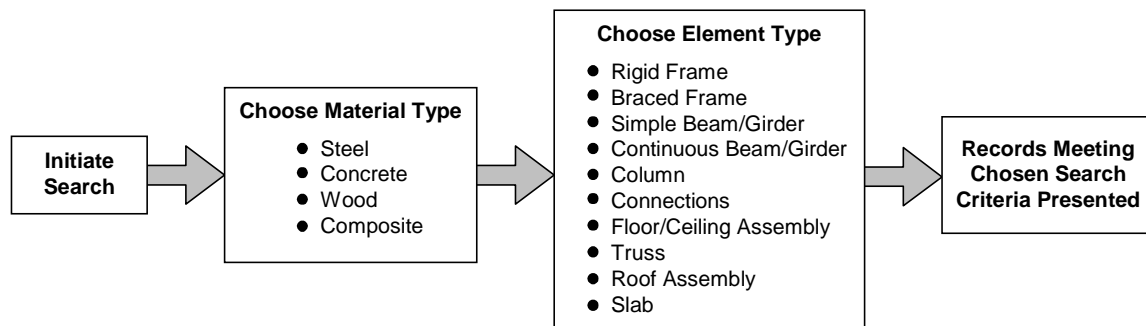 Initiate
Search
Choose Material Type
● Steel
● Concrete
● Wood
● Composite
Choose Element Type
● Rigid Frame
● Braced Frame
● Simple Beam/Girder
● Continuous Beam/Girder
● Column
● Connections
● Floor/Ceiling Assembly
● Truss
● Roof Assembly
● Slab
Records Meeting
Chosen Search
Criteria Presented